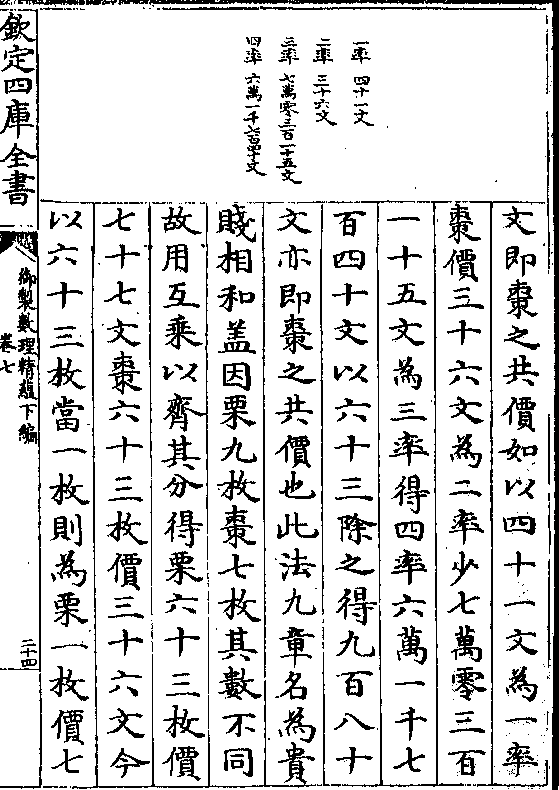 一率 四十一文
二率 三十六文
三率 七萬零三百一十五文
四率 六萬一千七百四十文
文即棗之共價如以四十一文為一率
棗價三十六文為二率少七萬零三百
一十五文為三率得四率六萬一千七
百四十文以六十三除之得九百八十
文亦即棗之共價也此法九章名為貴
賤相和盖因栗九枚棗七枚其數不同
故用互乗以齊其分得栗六十三枚價
七十七文棗六十三枚價三十六文今
以六十三枚當一枚則為栗一枚價七
欽定四庫全書
御製數理精蘊下編
卷七
二十四